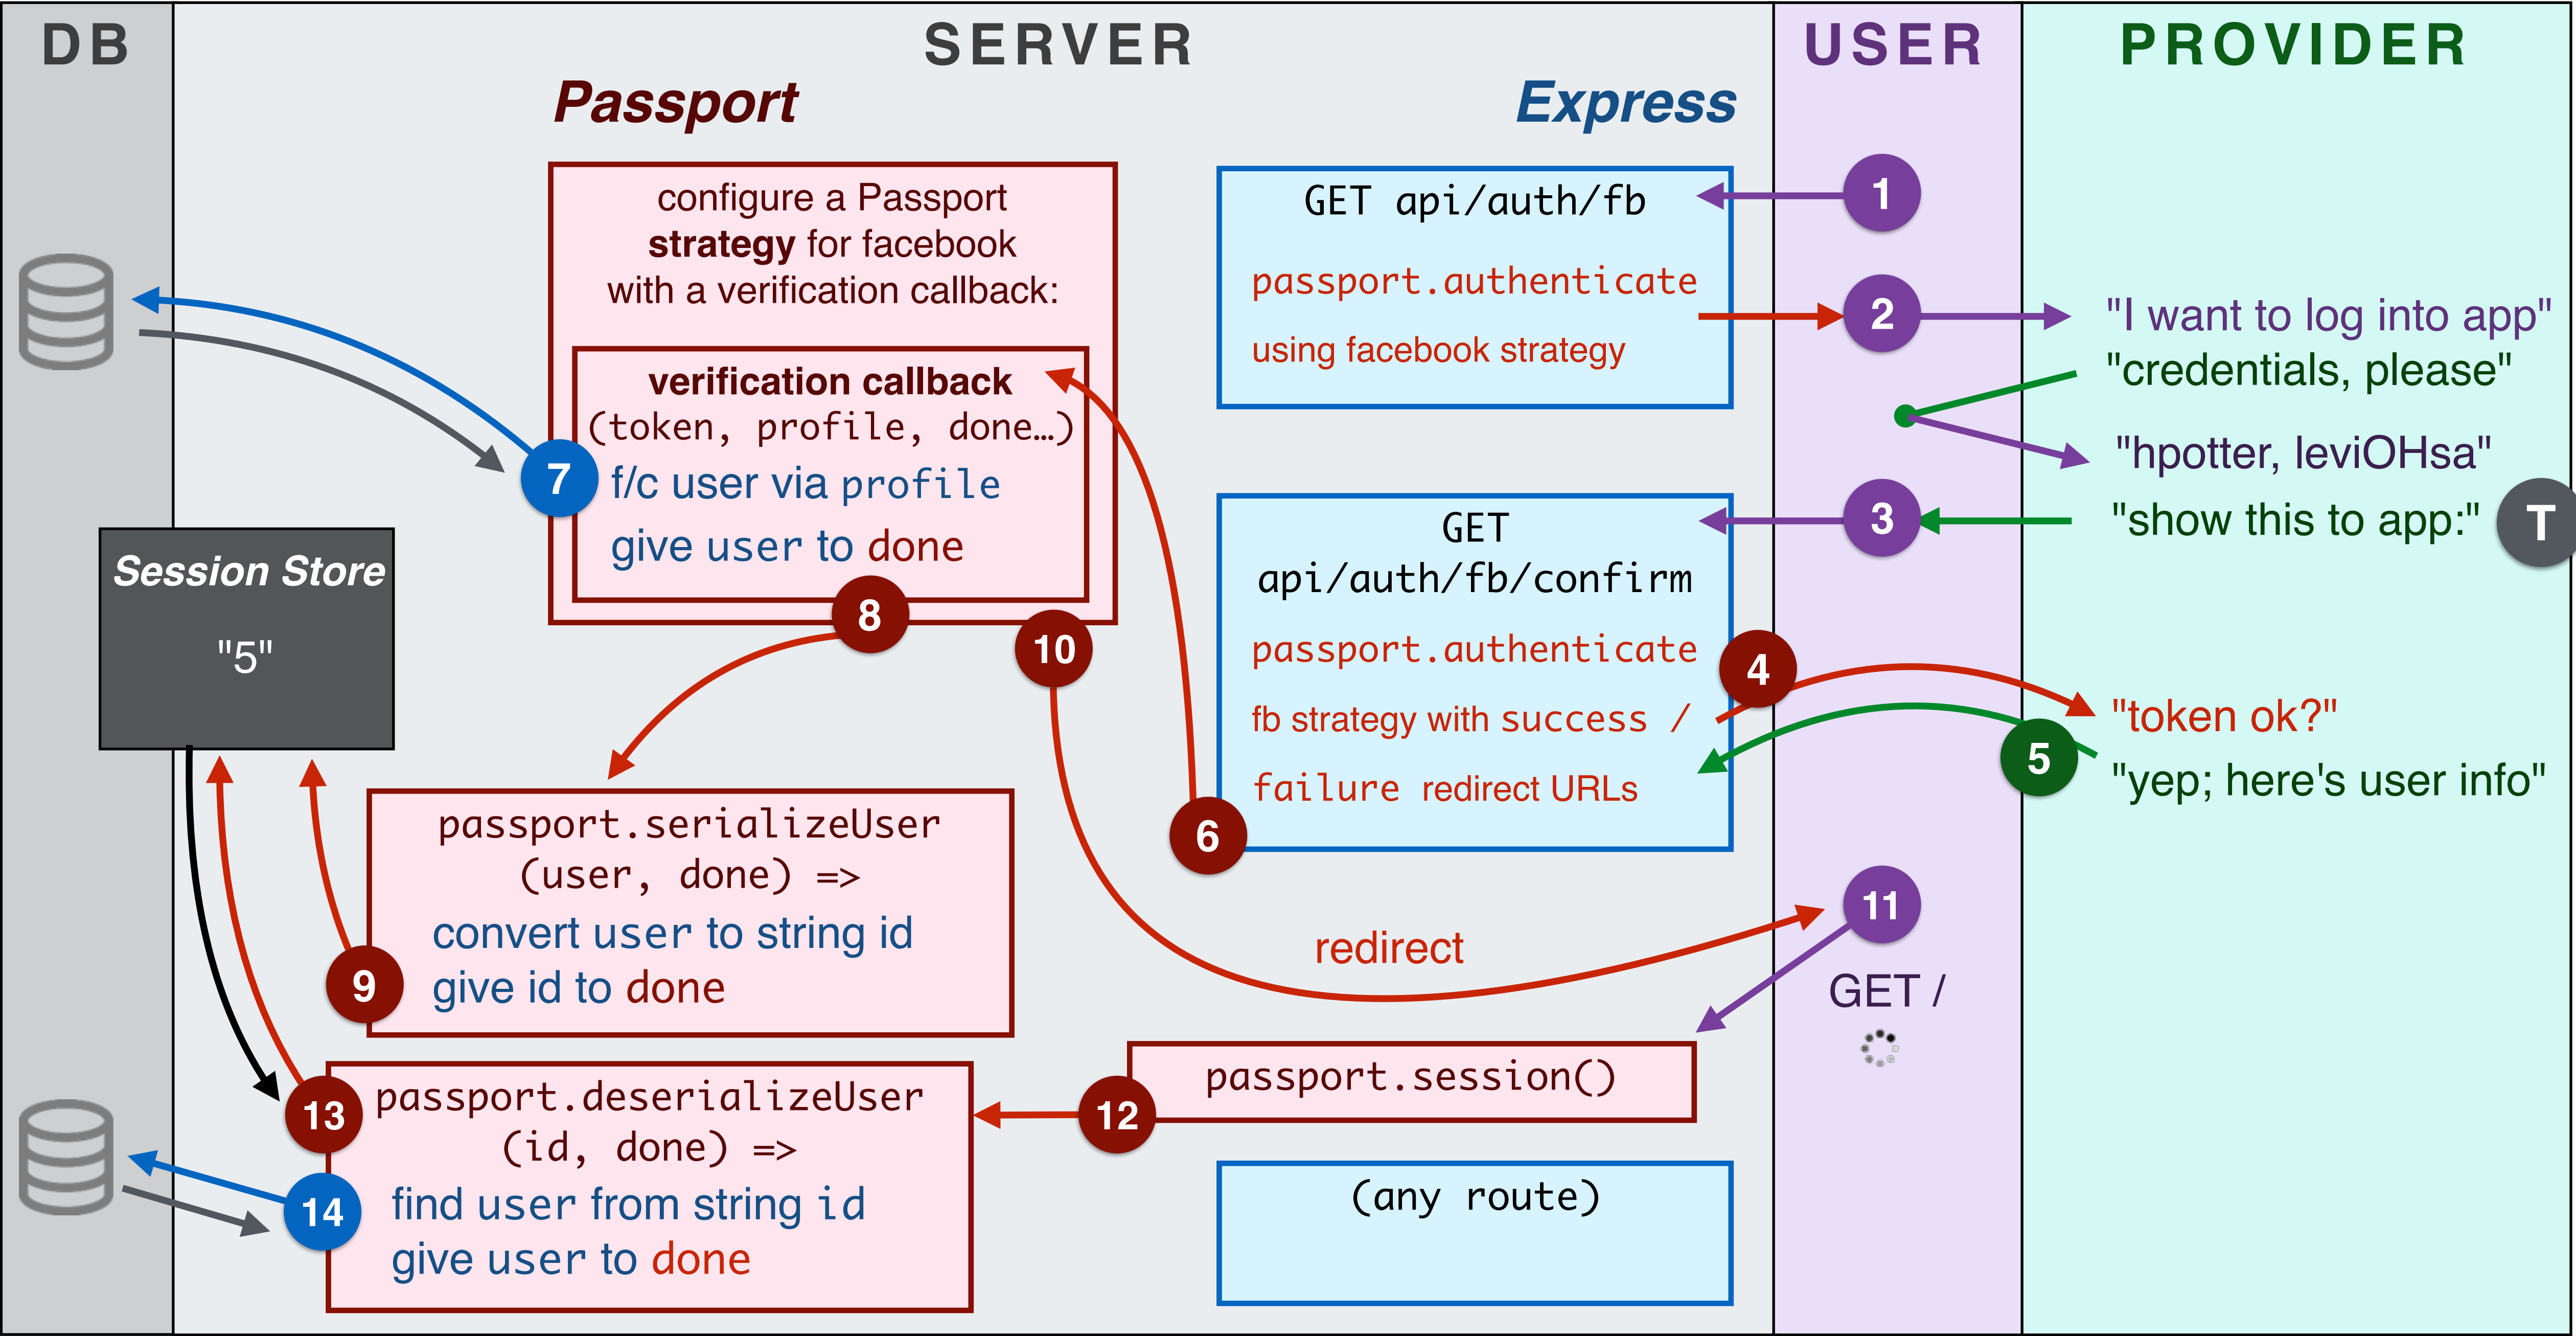 DB
SERVER
USER
PROVIDER
Passport
Express
configure a Passport
strategy for facebook
with a verification callback:
verification callback
(token, profile, done…)
7
f/c user via profile
give user to done
8
10
Session Store
"5"
passport.serializeUser
(user, done) =>
convert user to string id
9
give id to done
13
passport.deserializeUser
(id, done) =>
14
find user from string id
give user to done
GET api/auth/fb
passport.authenticate
using facebook strategy
GET
api/auth/fb/confirm
passport.authenticate
fb strategy with success /
failure redirect URLs
6
4
redirect
passport.session()
12
(any route)
1
2
3
11
GET /
"I want to log into app"
"credentials, please"
"hpotter, leviOHsa"
"show this to app:"
T
"token ok?"
5
"yep; here's user info"